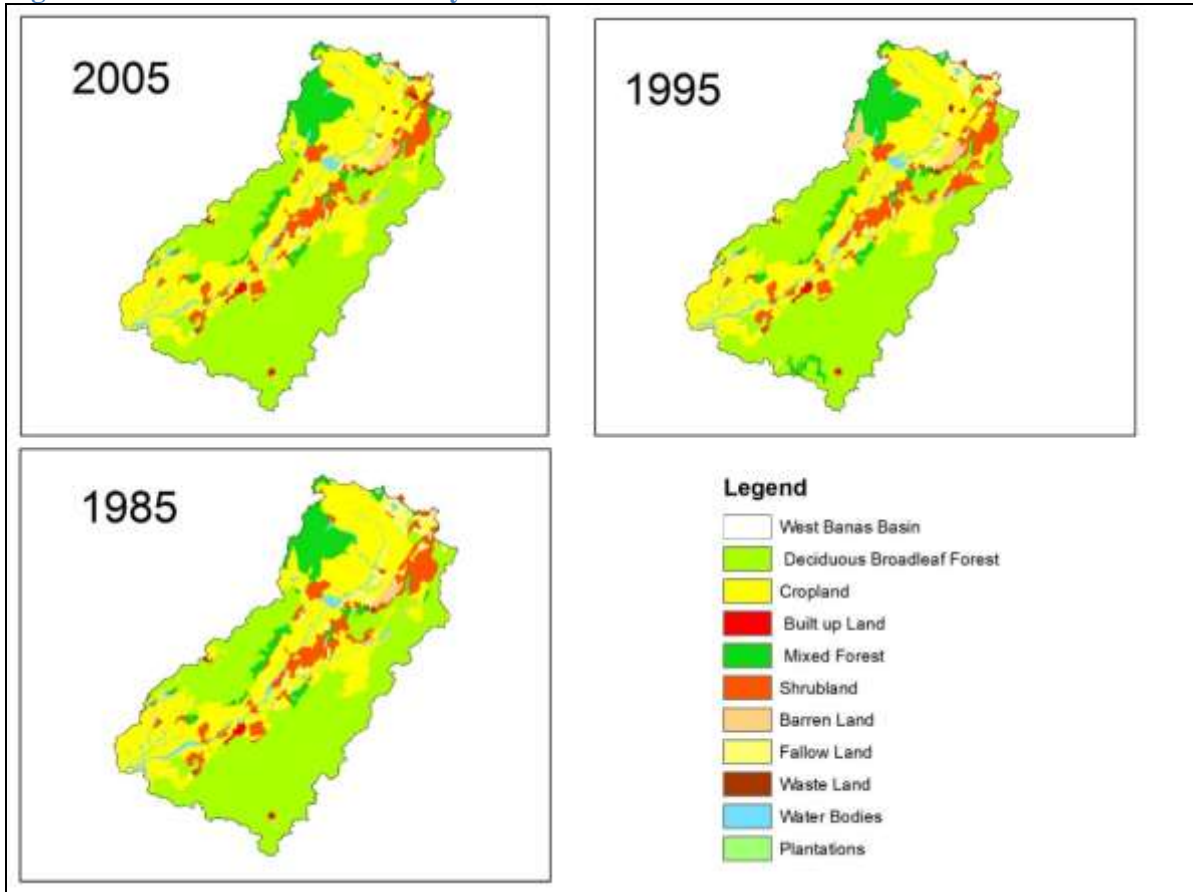 2005
1995
1985
Legend
West Banas Basin
Deciduous Broadleaf Forest
Cropland
Built up Land
Mixed Forest
Shrubland
Barren Land
Fallow Land
Waste Land
Water Bodies
Plantations